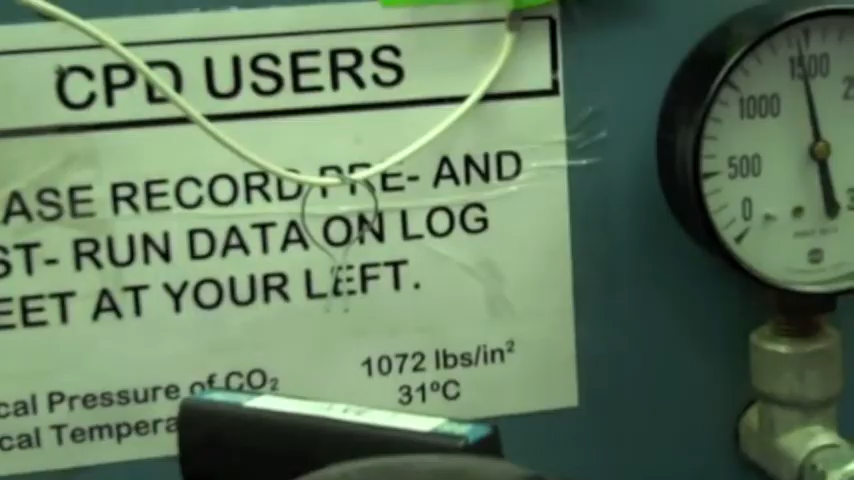 CPD USERS
ASE RECORD PRE- AND
ST- RUN DATA ON LOG
EET AT YOUR LEFT.
cal Pressure of CO₂ 1072 lbs/in²
cal Tempera 31ºC
1500
1000
500
0